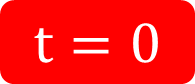 t = 0